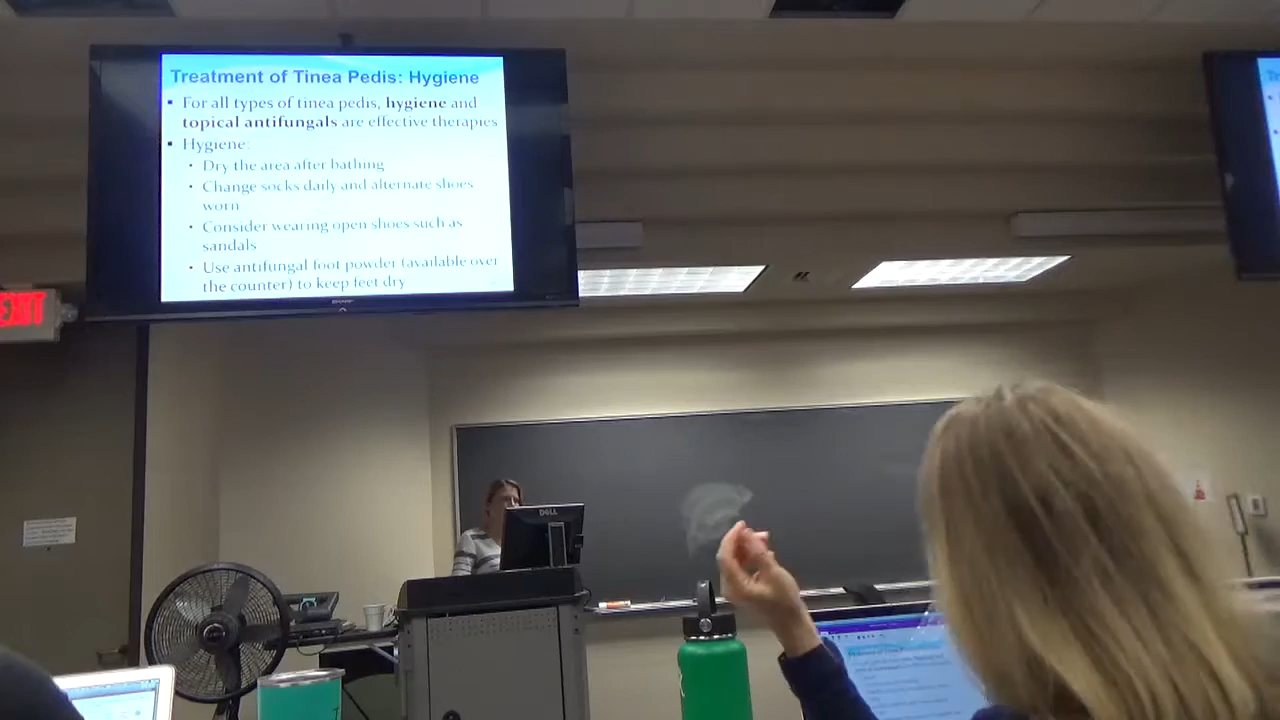 Treatment of Tinea Pedis: Hygiene
▪ For all types of tinea pedis, hygiene and
topical antifungals are effective therapies
▪ Hygiene:
• Dry the area after bathing
• Change socks daily and alternate shoes
worn
• Consider wearing open shoes such as
sandals
• Use antifungal foot powder (available over
the counter) to keep feet dry
SHARP
EXIT
DELL